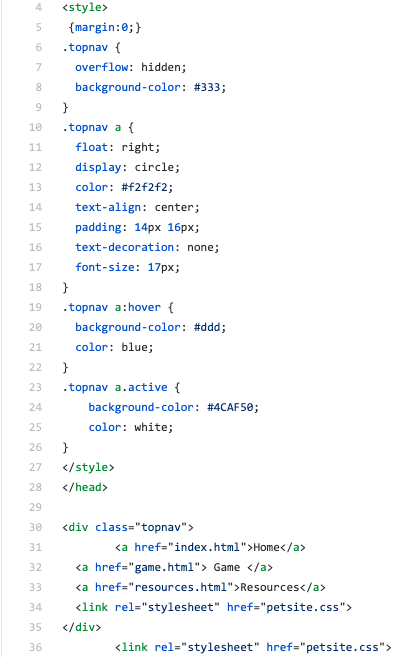 4 <style>
5 {margin:0;}
6 .topnav {
7 overflow: hidden;
8 background-color: #333;
9 }
10 .topnav a {
11 float: right;
12 display: circle;
13 color: #f2f2f2;
14 text-align: center;
15 padding: 14px 16px;
16 text-decoration: none;
17 font-size: 17px;
18 }
19 .topnav a:hover {
20 background-color: #ddd;
21 color: blue;
22 }
23 .topnav a.active {
24 background-color: #4CAF50;
25 color: white;
26 }
27 </style>
28 </head>
29
30 <div class="topnav">
31 <a href="index.html">Home</a>
32 <a href="game.html"> Game </a>
33 <a href="resources.html">Resources</a>
34 <link rel="stylesheet" href="petsite.css">
35 </div>
36 <link rel="stylesheet" href="petsite.css">